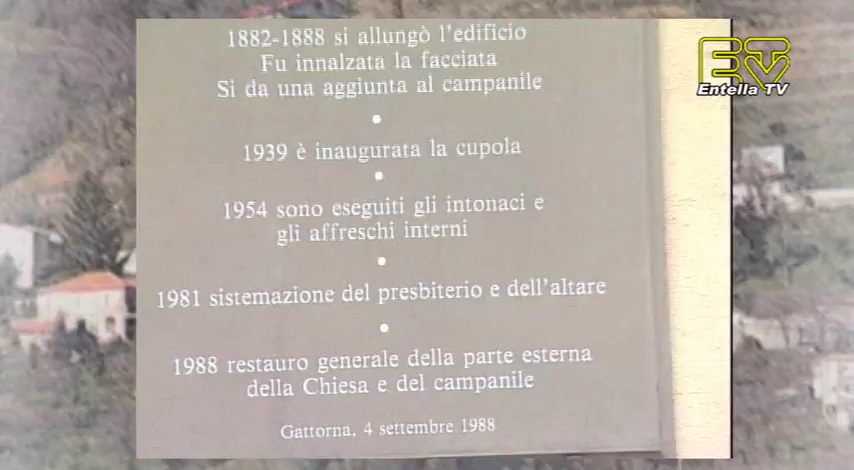 1882-1888 si allungò l'edificio
Fu innalzata la facciata
Si da una aggiunta al campanile
1939 è inaugurata la cupola
1954 sono eseguiti gli intonaci e
gli affreschi interni
1981 sistemazione del presbiterio e dell'altare
1988 restauro generale della parte esterna
della Chiesa e del campanile
Gattorna, 4 settembre 1988
ETV
Entella TV